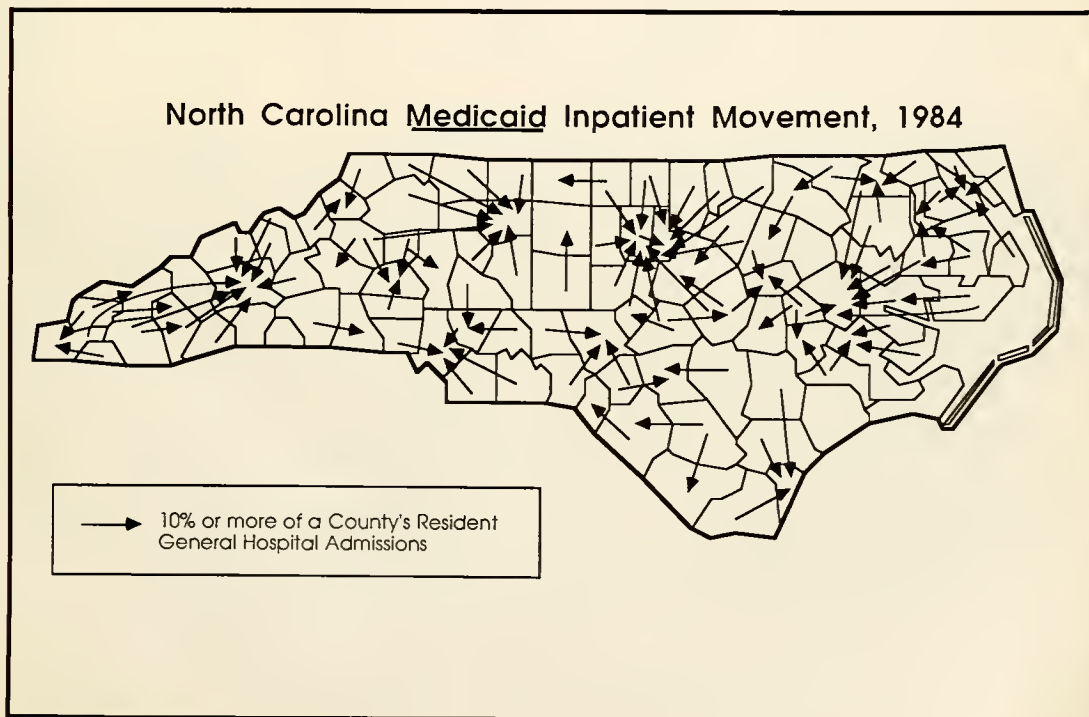 North Carolina Medicaid Inpatient Movement, 1984
10% or more of a County's Resident
General Hospital Admissions